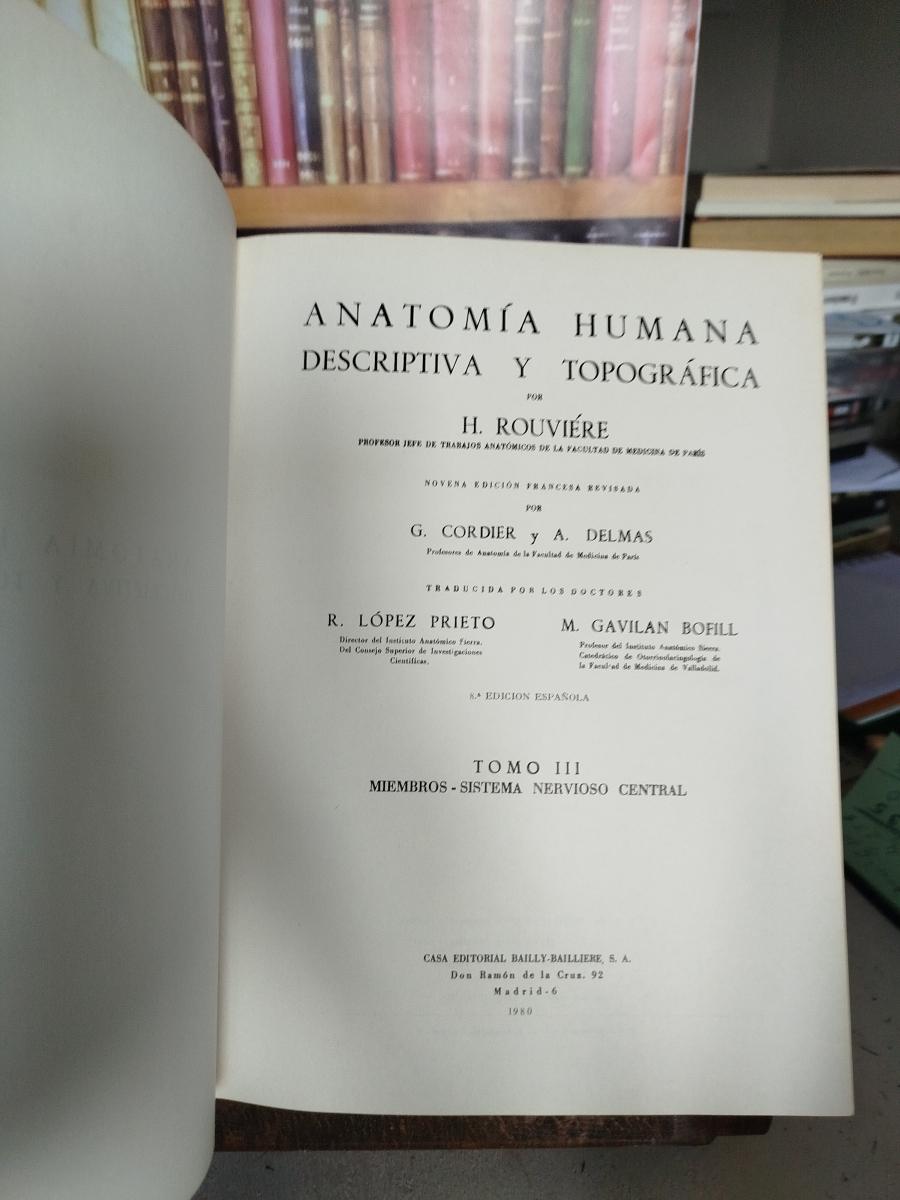 ANATOMÍA HUMANA
DESCRIPTIVA Y TOPOGRÁFICA
POR
H. ROUVIÉRE
PROFESOR JEFE DE TRABAJOS ANATÓMICOS DE LA FACULTAD DE MEDICINA DE PARÍS
NOVENA EDICIÓN FRANCESA REVISADA
POR
G. CORDIER y A. DELMAS
Profesores de Anatomía de la Facultad de Medicina de París
TRADUCIDA POR LOS DOCTORES
R. LÓPEZ PRIETO
Director del Instituto Anatómico Sierra.
Del Consejo Superior de Investigaciones
Científicas.
M. GAVILAN BOFILL
Profesor del Instituto Anatómico Sierra.
Catedrático de Otorrinolaringología de
la Facultad de Medicina de Valladolid.
8.ª EDICION ESPAÑOLA
TOMO III
MIEMBROS - SISTEMA NERVIOSO CENTRAL
CASA EDITORIAL BAILLY-BAILLIERE, S. A.
Don Ramón de la Cruz. 92
Madrid-6
1980